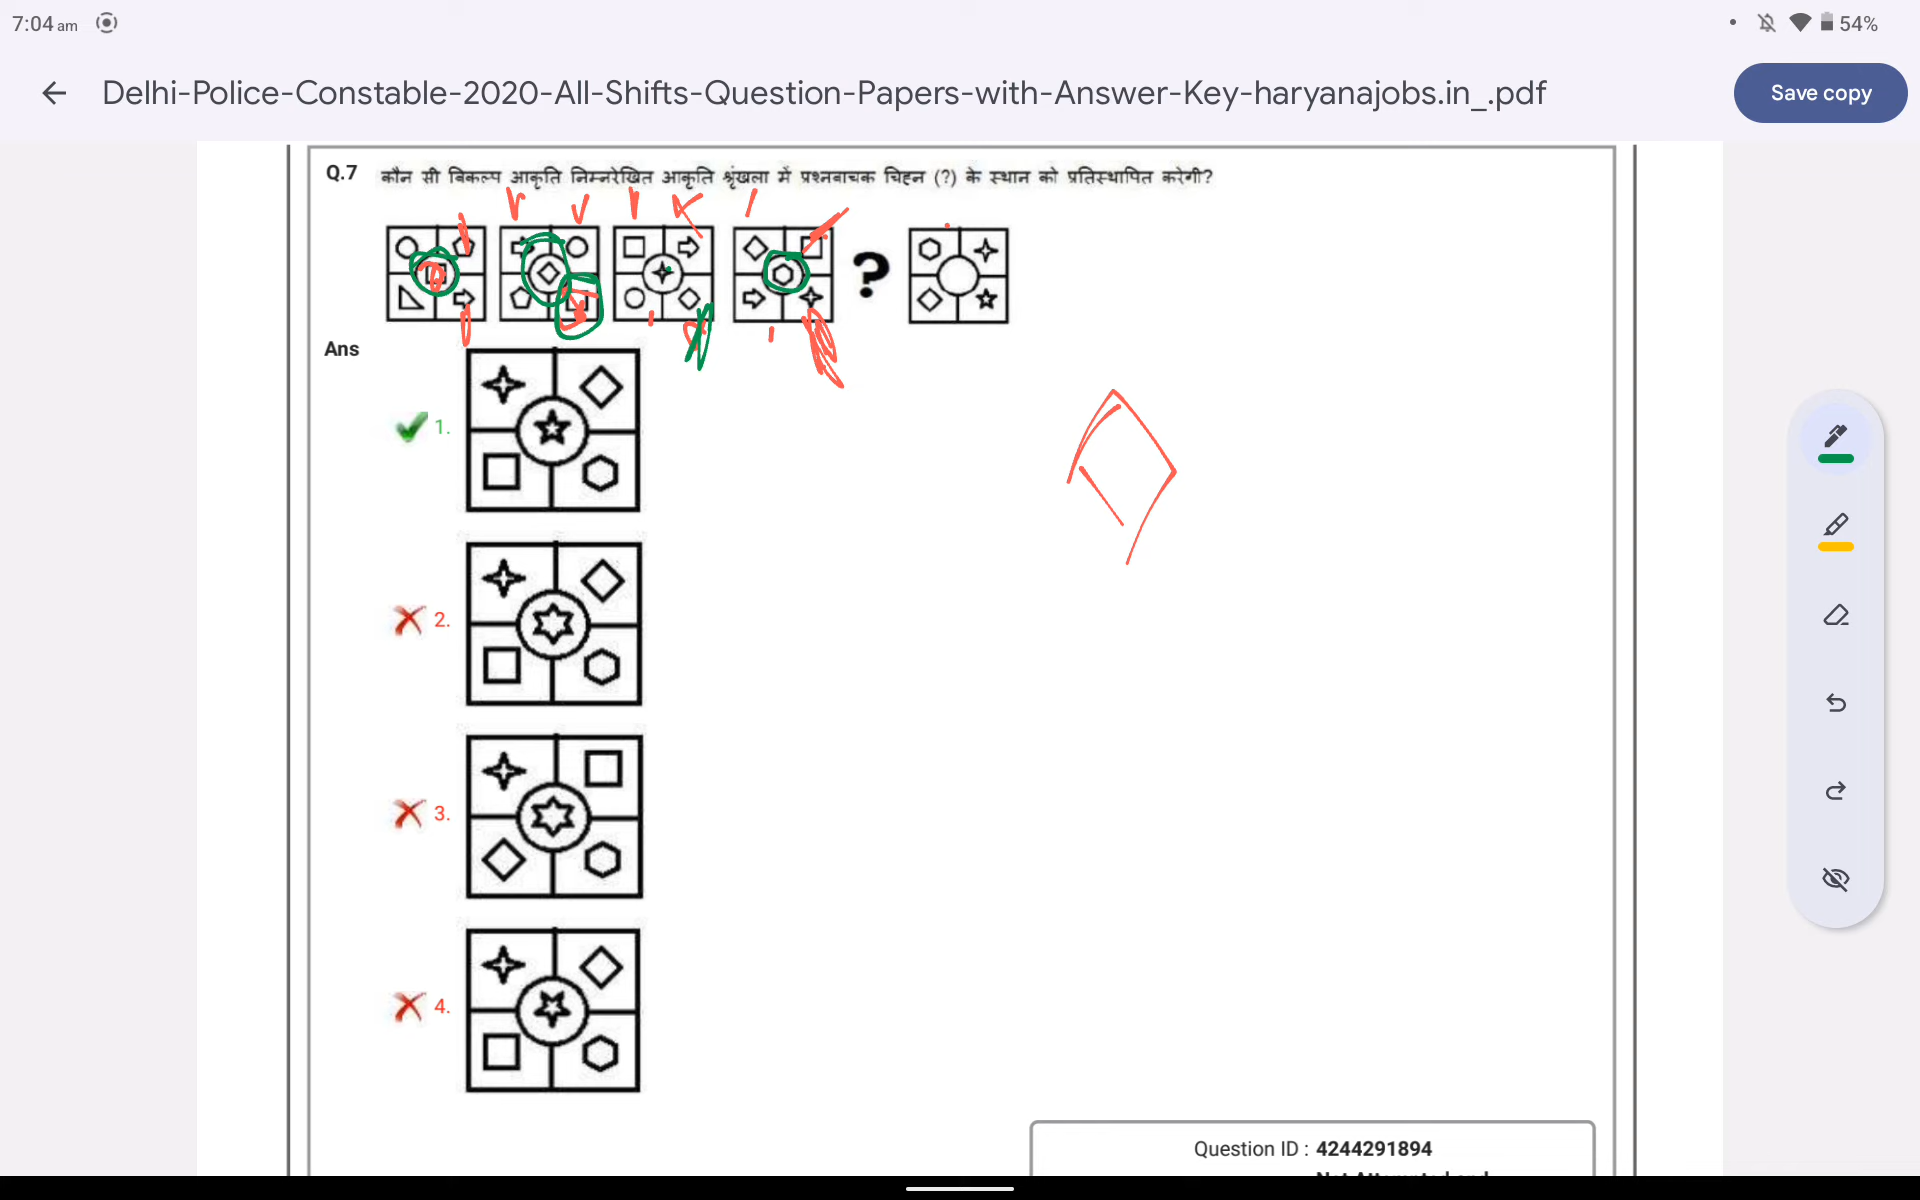 7:04 am
54%
Delhi-Police-Constable-2020-All-Shifts-Question-Papers-with-Answer-Key-haryanajobs.in_.pdf
Save copy
Q.7 कौन सी विकल्प आकृति निम्नरेखित आकृति श्रृंखला में प्रश्नवाचक चिह्न (?) के स्थान को प्रतिस्थापित करेगी?
?
Ans
1.
2.
3.
4.
Question ID : 4244291894